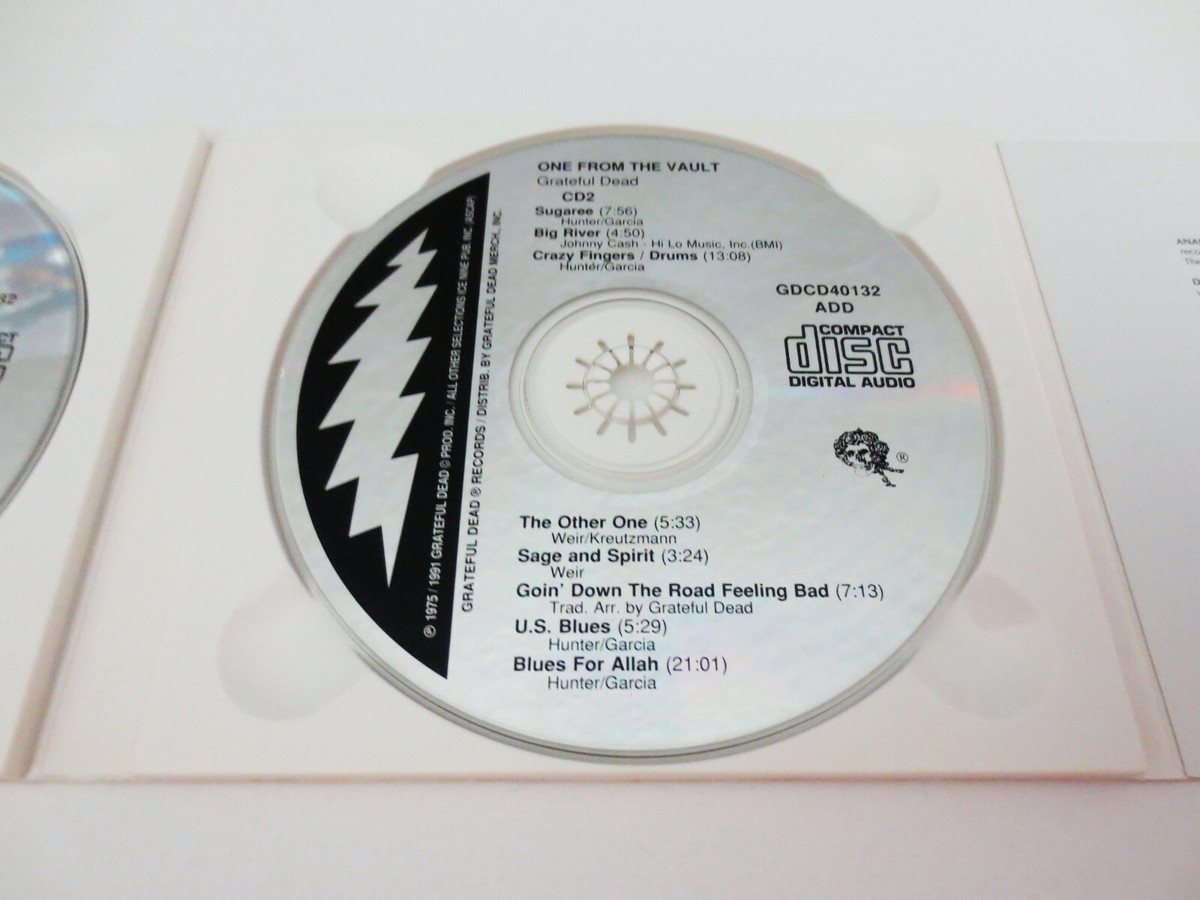 ONE FROM THE VAULT
Grateful Dead
CD2
Sugaree (7:56)
Hunter/Garcia
Big River (4:50)
Johnny Cash - Hi Lo Music, Inc.(BMI)
Crazy Fingers / Drums (13:08)
Hunter/Garcia
GDCD40132
ADD
COMPACT
disc
DIGITAL AUDIO
®
The Other One (5:33)
Weir/Kreutzmann
Sage and Spirit (3:24)
Weir
Goin' Down The Road Feeling Bad (7:13)
Trad. Arr. by Grateful Dead
U.S. Blues (5:29)
Hunter/Garcia
Blues For Allah (21:01)
Hunter/Garcia
℗ 1975 / 1991 GRATEFUL DEAD © PROD. INC. / ALL OTHER SELECTIONS ICE NINE PUB. INC (ASCAP)
GRATEFUL DEAD ® RECORDS / DISTRIB. BY GRATEFUL DEAD MERCH., INC.